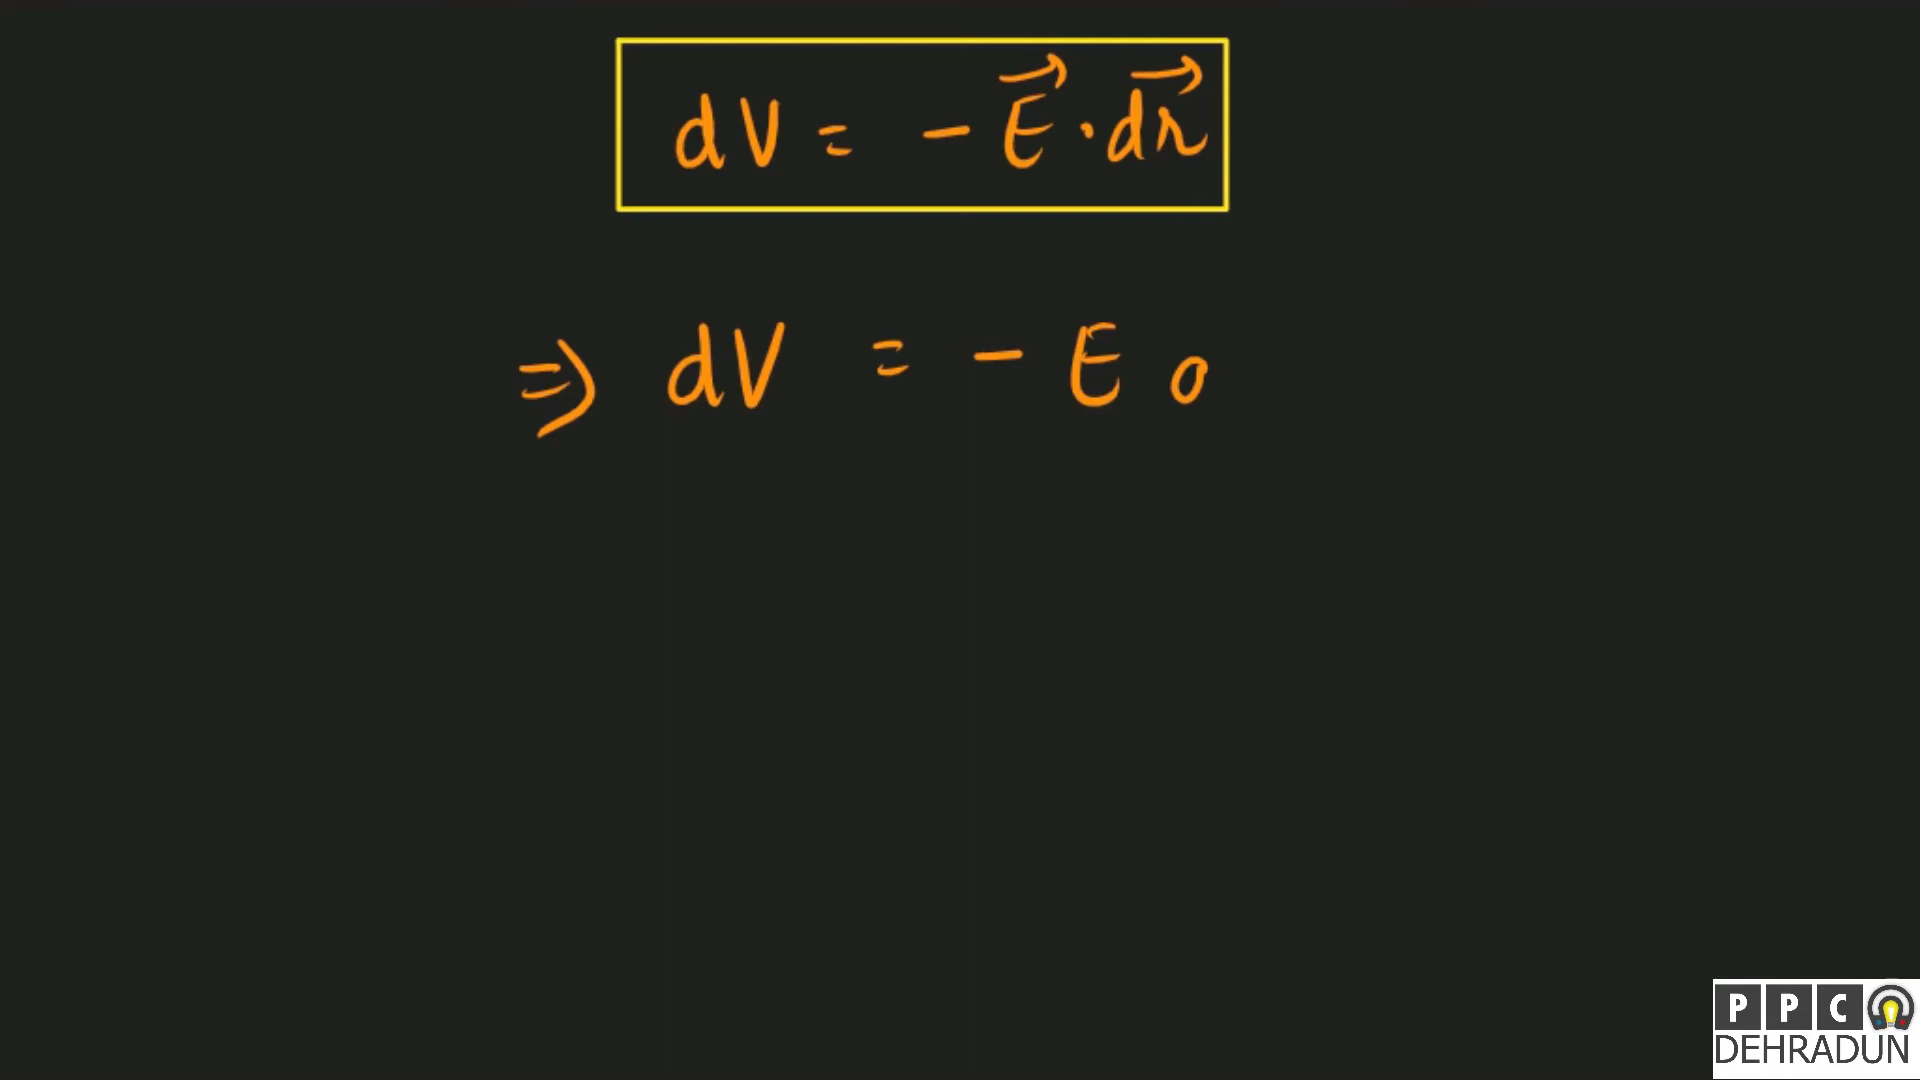 dV = - E⃗ · dr⃗
⇒ dV = - E o
PPC
DEHRADUN